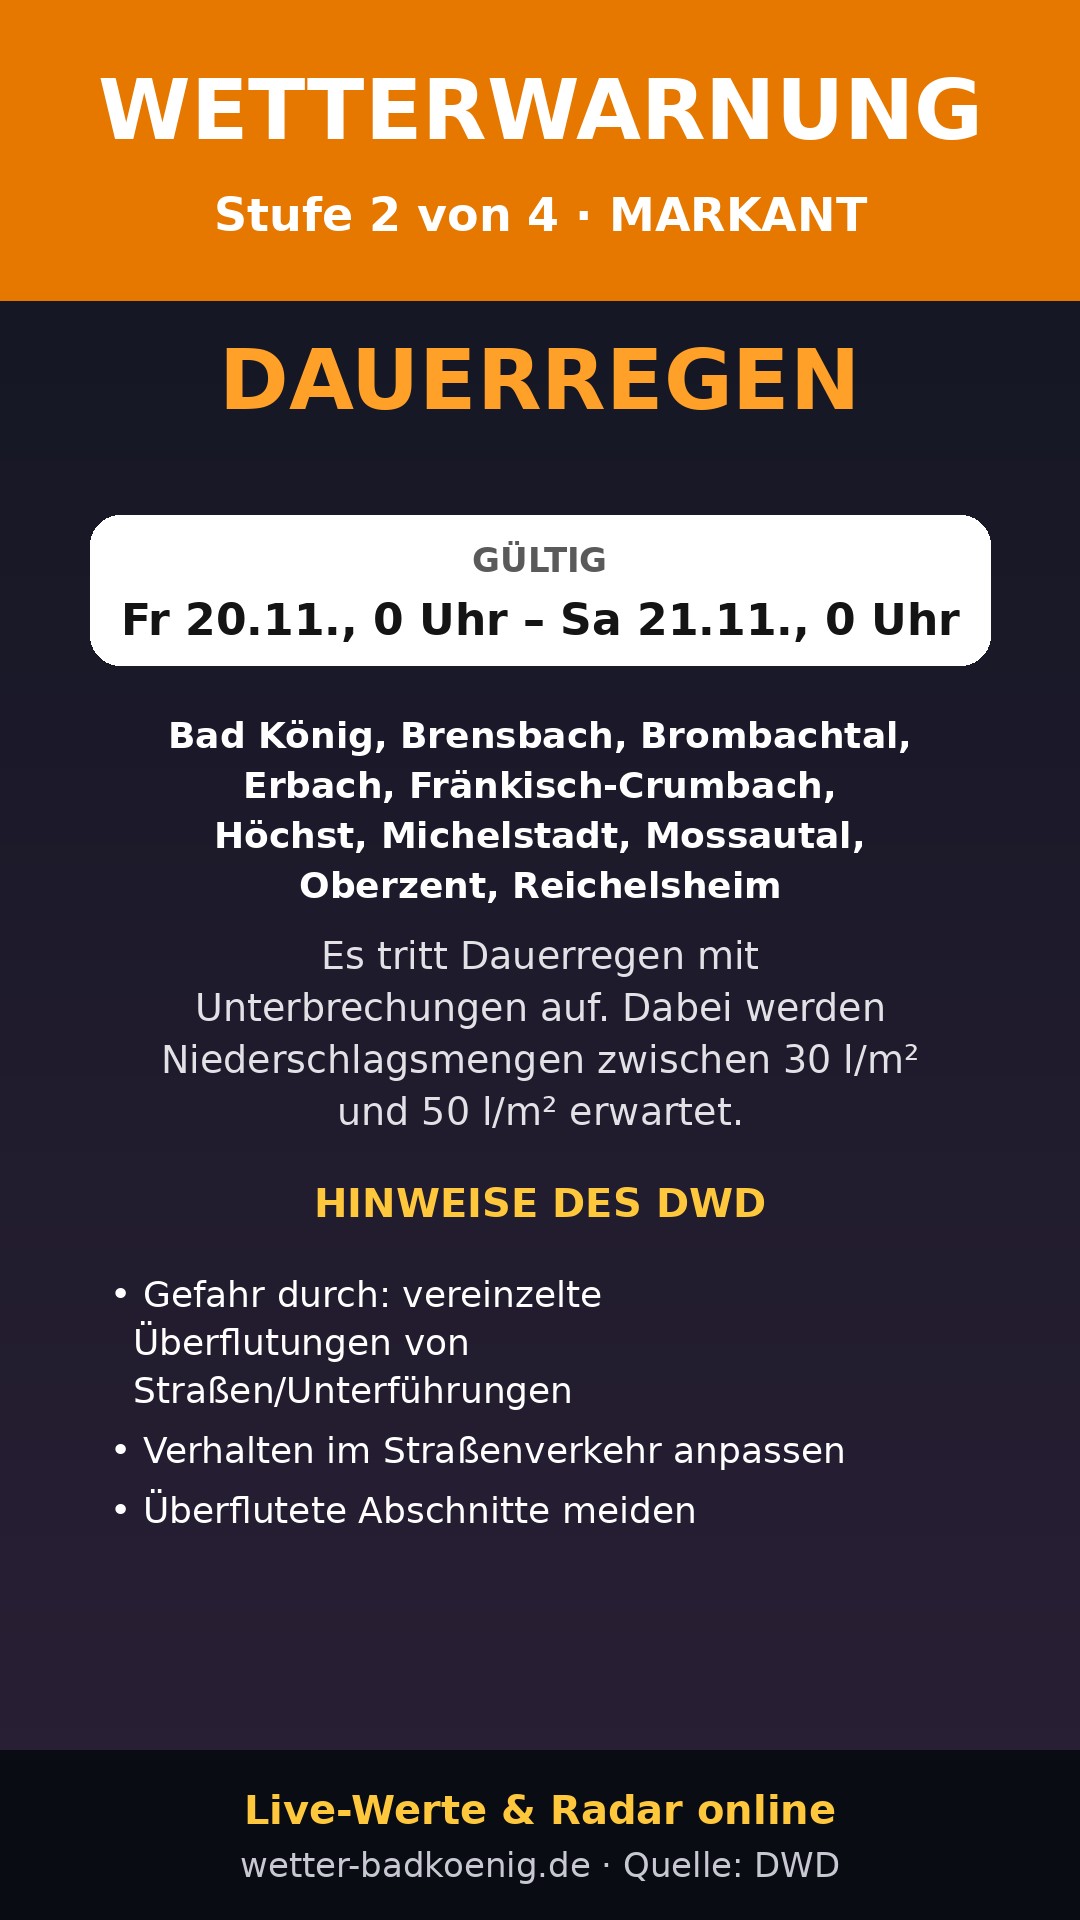 WETTERWARNUNG
Stufe 2 von 4 · MARKANT
DAUERREGEN
GÜLTIG
Fr 20.11., 0 Uhr – Sa 21.11., 0 Uhr
Bad König, Brensbach, Brombachtal,
Erbach, Fränkisch-Crumbach,
Höchst, Michelstadt, Mossautal,
Oberzent, Reichelsheim
Es tritt Dauerregen mit
Unterbrechungen auf. Dabei werden
Niederschlagsmengen zwischen 30 l/m²
und 50 l/m² erwartet.
HINWEISE DES DWD
• Gefahr durch: vereinzelte
Überflutungen von
Straßen/Unterführungen
• Verhalten im Straßenverkehr anpassen
• Überflutete Abschnitte meiden
Live-Werte & Radar online
wetter-badkoenig.de · Quelle: DWD